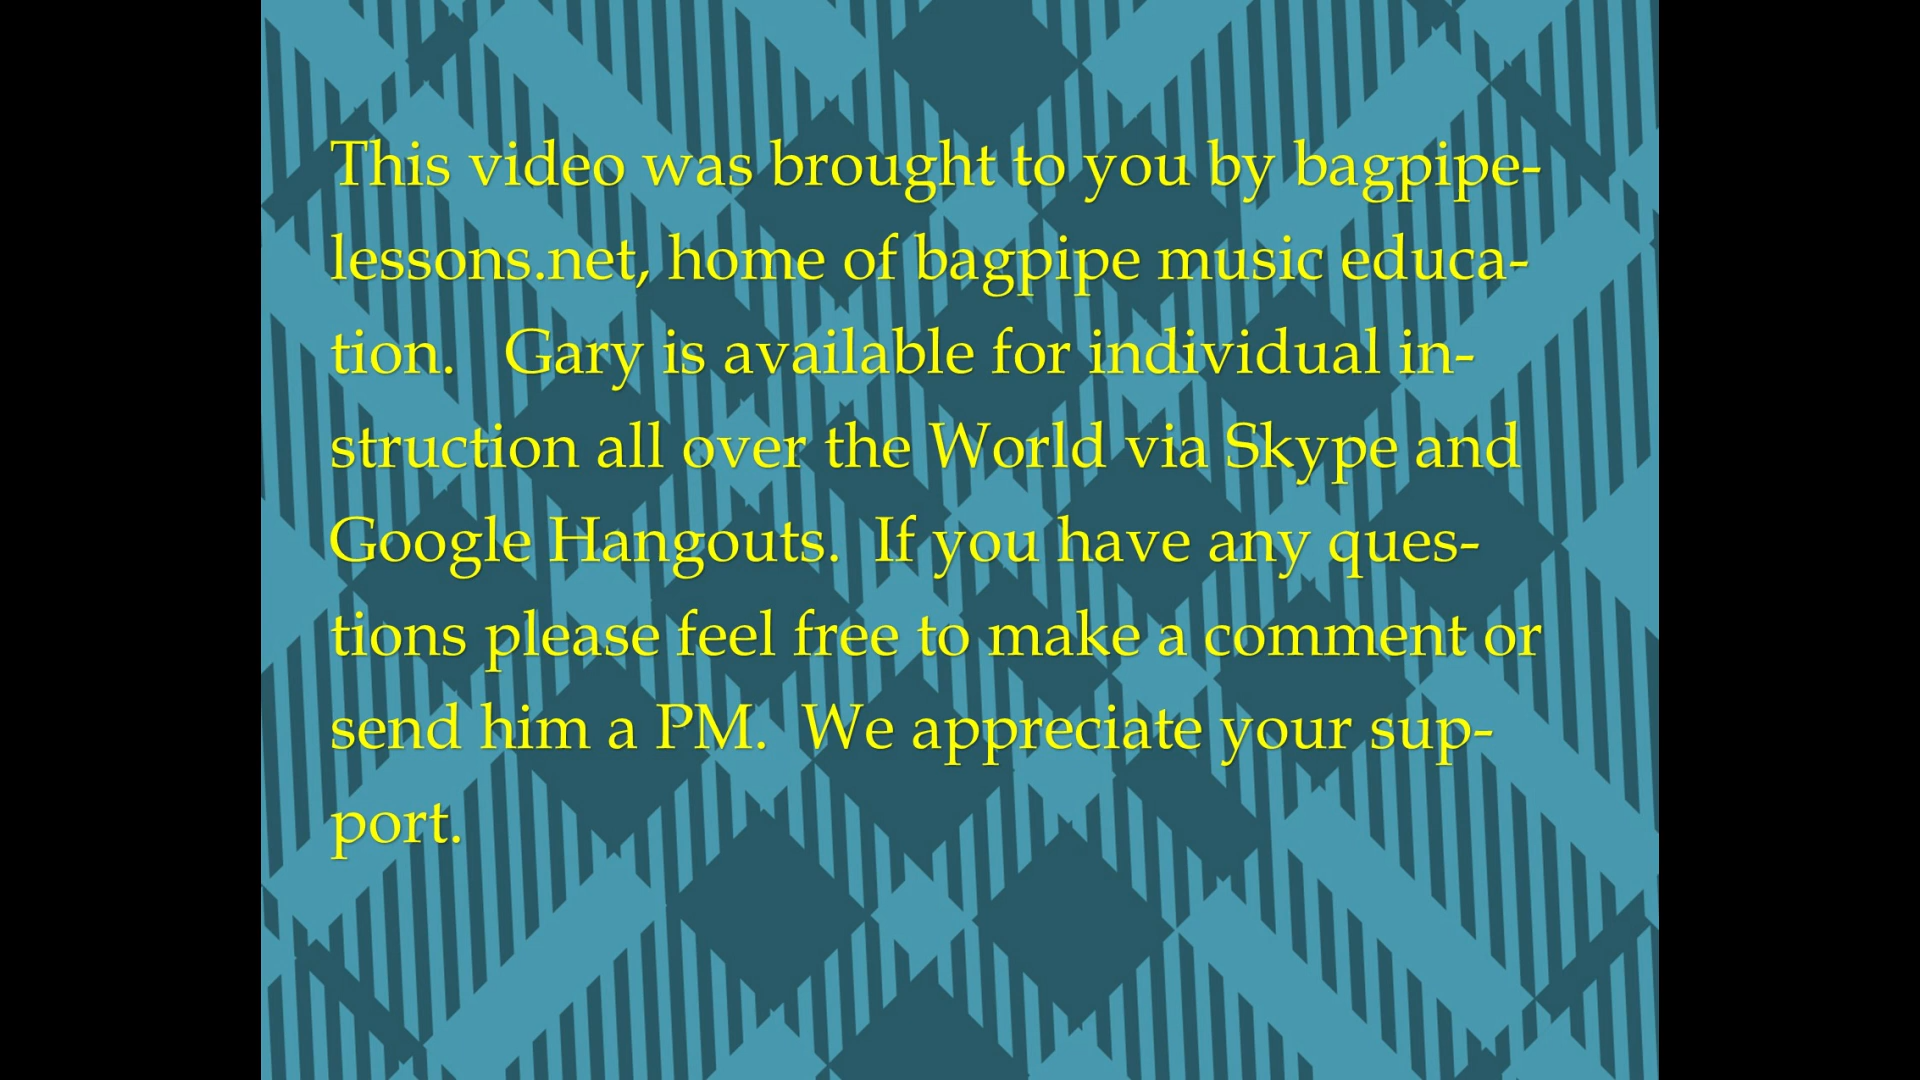 This video was brought to you by bagpipe-
lessons.net, home of bagpipe music educa-
tion.   Gary is available for individual in-
struction all over the World via Skype and
Google Hangouts.  If you have any ques-
tions please feel free to make a comment or
send him a PM.  We appreciate your sup-
port.